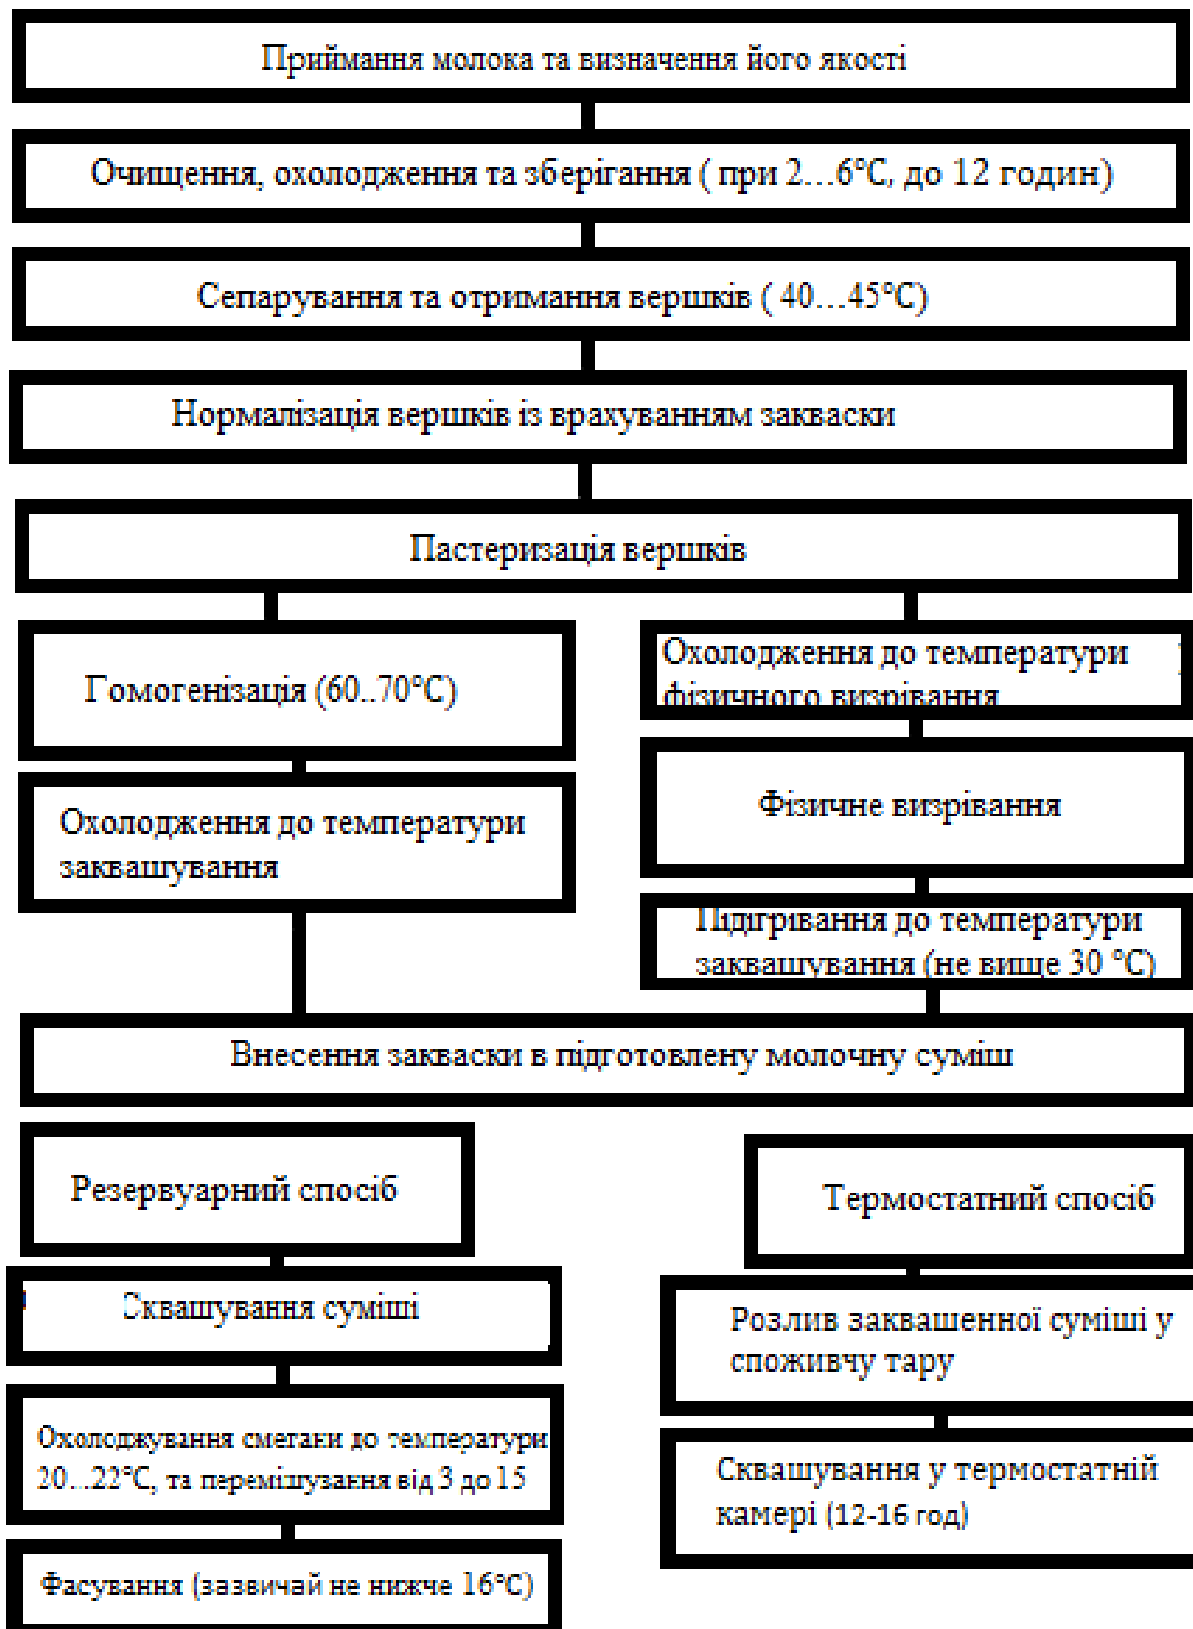 Приймання молока та визначення його якості
Очищення, охолодження та зберігання ( при 2...6°С, до 12 годин)
Сепарування та отримання вершків ( 40...45°С)
Нормалізація вершків із врахуванням закваски
Пастеризація вершків
Гомогенізація (60..70°С)
Охолодження до температури
заквашування
Охолодження до температури
фізичного визрівання
Фізичне визрівання
Підігрівання до температури
заквашування (не вище 30 °С)
Внесення закваски в підготовлену молочну суміш
Резервуарний спосіб
Сквашування суміші
Охолоджування сметани до температури
20...22°С, та перемішування від 3 до 15
Фасування (зазвичай не нижче 16°С)
Термостатний спосіб
Розлив заквашенної суміші у
споживчу тару
Сквашування у термостатній
камері (12-16 год)